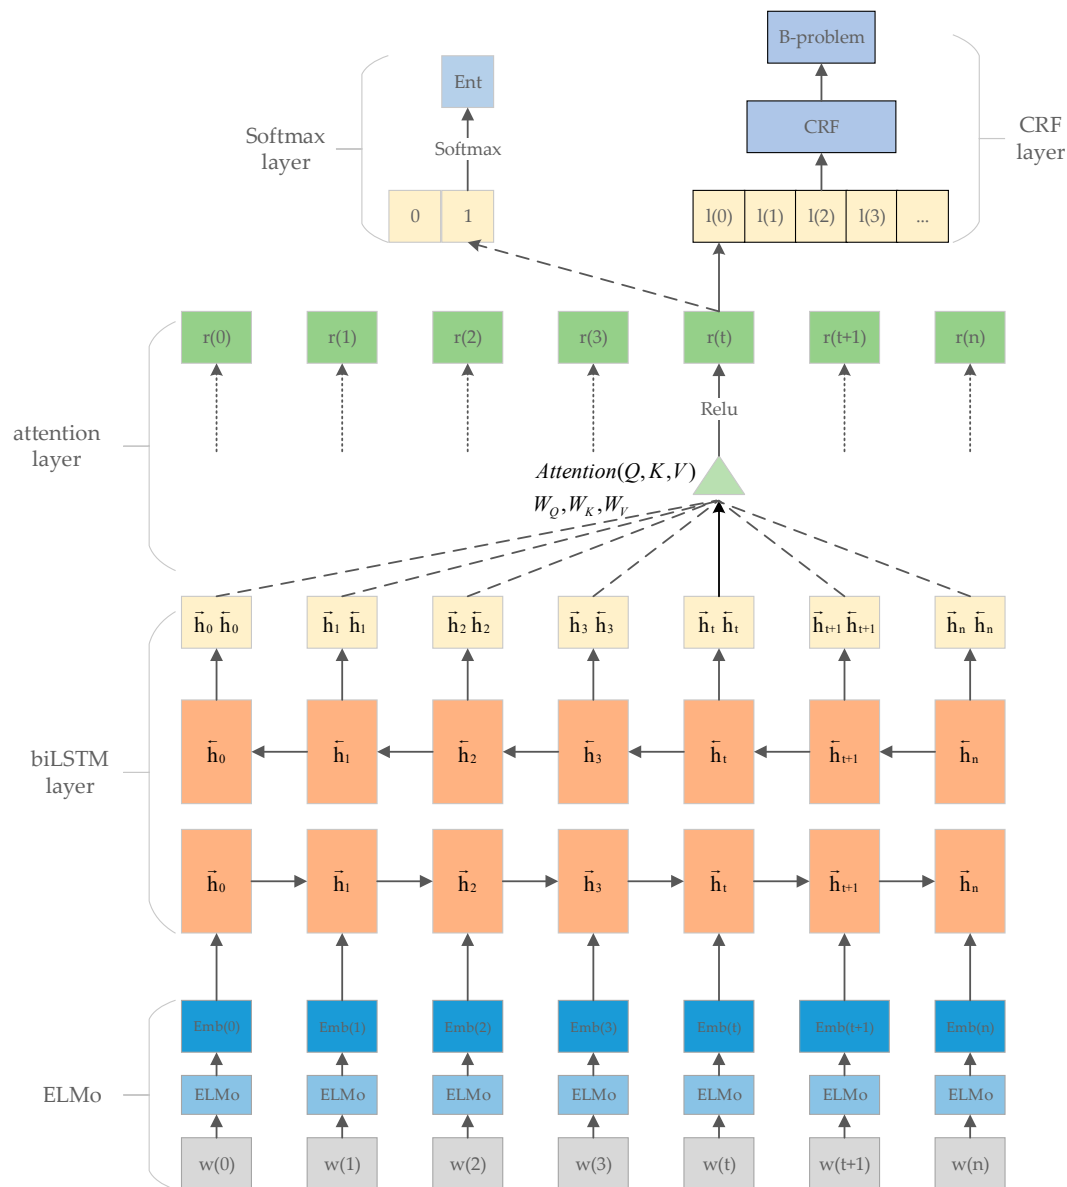 B-problem
Ent
CRF
Softmax
layer
Softmax
CRF
layer
0 1
l(0) l(1) l(2) l(3) ...
r(0) r(1) r(2) r(3) r(t) r(t+1) r(n)
Relu
attention
layer
Attention(Q,K,V)
W_Q,W_K,W_V
h⃗₀ h⃖₀ h⃗₁ h⃖₁ h⃗₂ h⃖₂ h⃗₃ h⃖₃ h⃗ₜ h⃖ₜ h⃗ₜ₊₁ h⃖ₜ₊₁ h⃗ₙ h⃖ₙ
h⃖₀ h⃖₁ h⃖₂ h⃖₃ h⃖ₜ h⃖ₜ₊₁ h⃖ₙ
biLSTM
layer
h⃗₀ h⃗₁ h⃗₂ h⃗₃ h⃗ₜ h⃗ₜ₊₁ h⃗ₙ
Emb(0) Emb(1) Emb(2) Emb(3) Emb(t) Emb(t+1) Emb(n)
ELMo
ELMo ELMo ELMo ELMo ELMo ELMo ELMo
w(0) w(1) w(2) w(3) w(t) w(t+1) w(n)